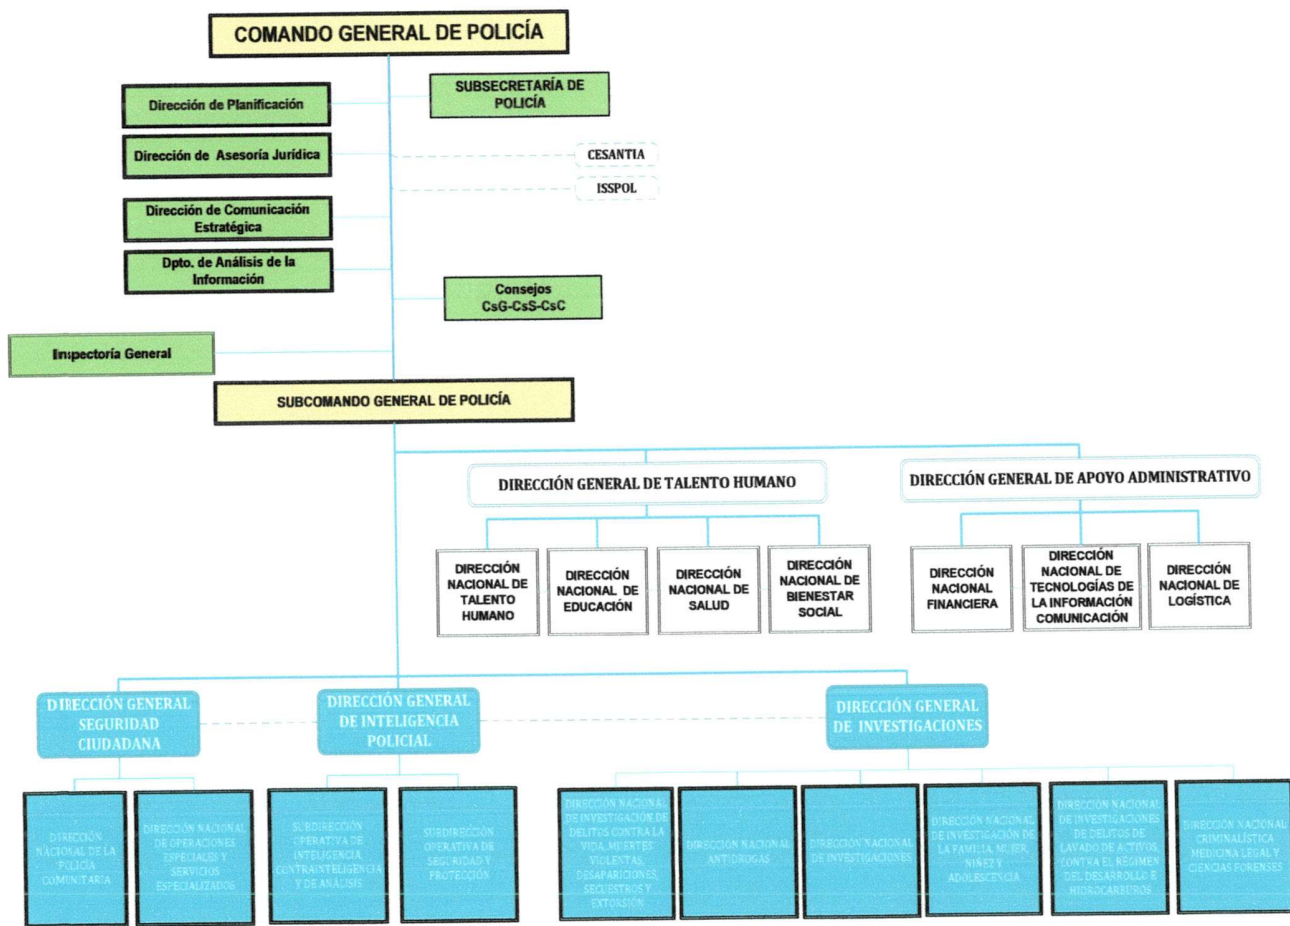 COMANDO GENERAL DE POLICÍA
Dirección de Planificación
SUBSECRETARÍA DE
POLICÍA
Dirección de Asesoría Jurídica
CESANTIA
ISSPOL
Dirección de Comunicación
Estratégica
Dpto. de Análisis de la
Información
Consejos
CsG-CsS-CsC
Inspectoría General
SUBCOMANDO GENERAL DE POLICÍA
DIRECCIÓN GENERAL DE TALENTO HUMANO
DIRECCIÓN GENERAL DE APOYO ADMINISTRATIVO
DIRECCIÓN
NACIONAL DE
TALENTO
HUMANO
DIRECCIÓN
NACIONAL DE
EDUCACIÓN
DIRECCIÓN
NACIONAL DE
SALUD
DIRECCIÓN
NACIONAL DE
BIENESTAR
SOCIAL
DIRECCIÓN
NACIONAL
FINANCIERA
DIRECCIÓN
NACIONAL DE
TECNOLOGÍAS DE
LA INFORMACIÓN
COMUNICACIÓN
DIRECCIÓN
NACIONAL DE
LOGÍSTICA
DIRECCIÓN GENERAL
SEGURIDAD
CIUDADANA
DIRECCIÓN GENERAL
DE INTELIGENCIA
POLICIAL
DIRECCIÓN GENERAL
DE INVESTIGACIONES
DIRECCIÓN
NACIONAL DE LA
POLICÍA
COMUNITARIA
DIRECCIÓN NACIONAL
DE OPERACIONES
ESPECIALES Y
SERVICIOS
ESPECIALIZADOS
SUBDIRECCIÓN
OPERATIVA DE
INTELIGENCIA,
CONTRAINTELIGENCIA
Y DE ANÁLISIS
SUBDIRECCIÓN
OPERATIVA DE
SEGURIDAD Y
PROTECCIÓN
DIRECCIÓN NACIONAL
DE INVESTIGACIÓN DE
DELITOS CONTRA LA
VIDA, MUERTES
VIOLENTAS,
DESAPARICIONES,
SECUESTROS Y
EXTORSIÓN
DIRECCIÓN NACIONAL
ANTIDROGAS
DIRECCIÓN NACIONAL
DE INVESTIGACIONES
DIRECCIÓN NACIONAL
DE INVESTIGACIÓN DE
LA FAMILIA, MUJER,
NIÑEZ Y
ADOLESCENCIA
DIRECCIÓN NACIONAL
DE INVESTIGACIONES
DE DELITOS DE
LAVADO DE ACTIVOS,
CONTRA EL RÉGIMEN
DEL DESARROLLO E
HIDROCARBUROS
DIRECCIÓN NACIONAL
CRIMINALÍSTICA
MEDICINA LEGAL Y
CIENCIAS FORENSES